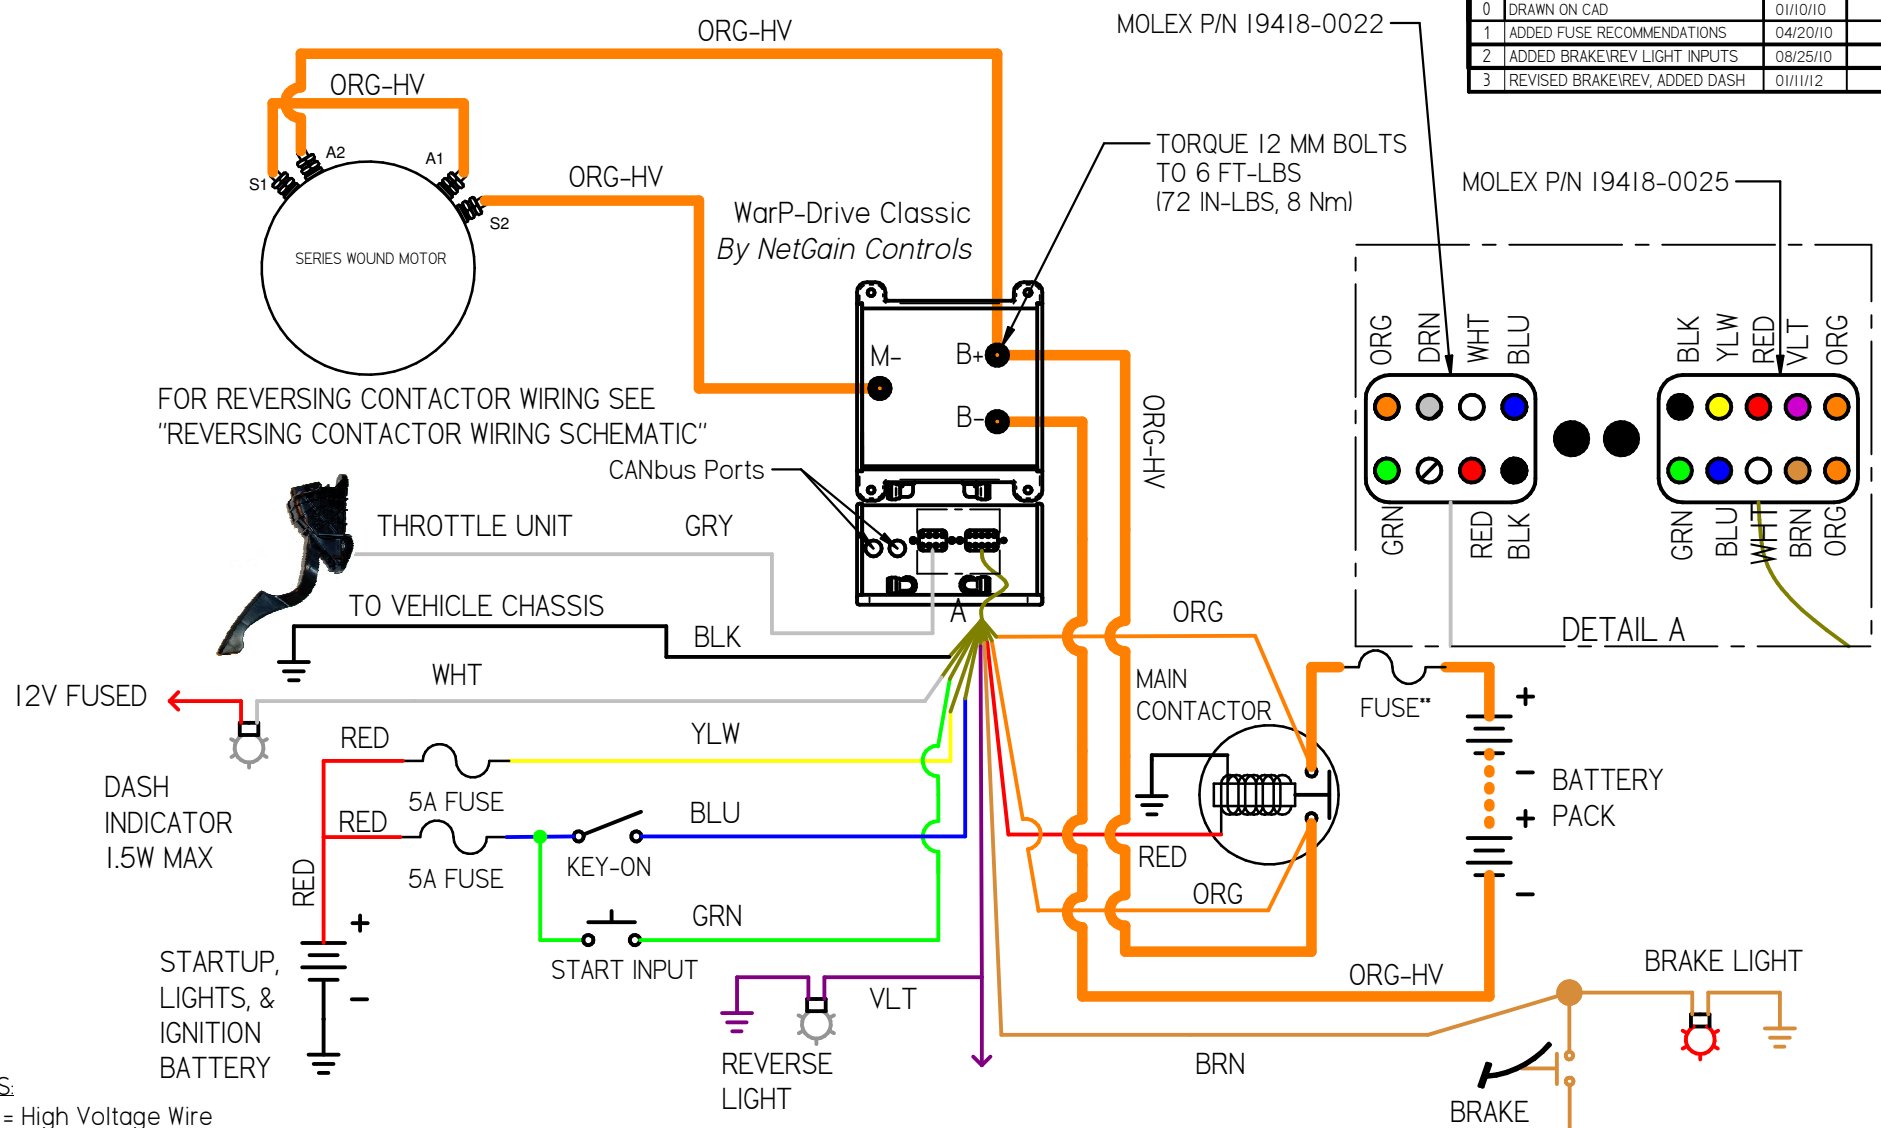 0 DRAWN ON CAD 01/10/10
1 ADDED FUSE RECOMMENDATIONS 04/20/10
2 ADDED BRAKE\REV LIGHT INPUTS 08/25/10
3 REVISED BRAKE\REV, ADDED DASH 01/11/12
MOLEX P/N 19418-0022
ORG-HV
ORG-HV
A2
A1
S1
S2
ORG-HV
SERIES WOUND MOTOR
TORQUE 12 MM BOLTS
TO 6 FT-LBS
(72 IN-LBS, 8 Nm)
MOLEX P/N 19418-0025
WarP-Drive Classic
By NetGain Controls
M-
B+
B-
ORG-HV
FOR REVERSING CONTACTOR WIRING SEE
"REVERSING CONTACTOR WIRING SCHEMATIC"
CANbus Ports
ORG DRN WHT BLU
BLK YLW RED VLT ORG
GRN RED BLK
GRN BLU WHT BRN ORG
DETAIL A
THROTTLE UNIT
GRY
TO VEHICLE CHASSIS
BLK
A
ORG
WHT
12V FUSED
MAIN
CONTACTOR
FUSE**
+
-
+
-
BATTERY
PACK
DASH
INDICATOR
1.5W MAX
RED
YLW
5A FUSE
RED
BLU
5A FUSE
KEY-ON
RED
RED
ORG
GRN
START INPUT
+
-
STARTUP,
LIGHTS, &
IGNITION
BATTERY
VLT
REVERSE
LIGHT
ORG-HV
BRAKE LIGHT
BRN
BRAKE
S:
= High Voltage Wire